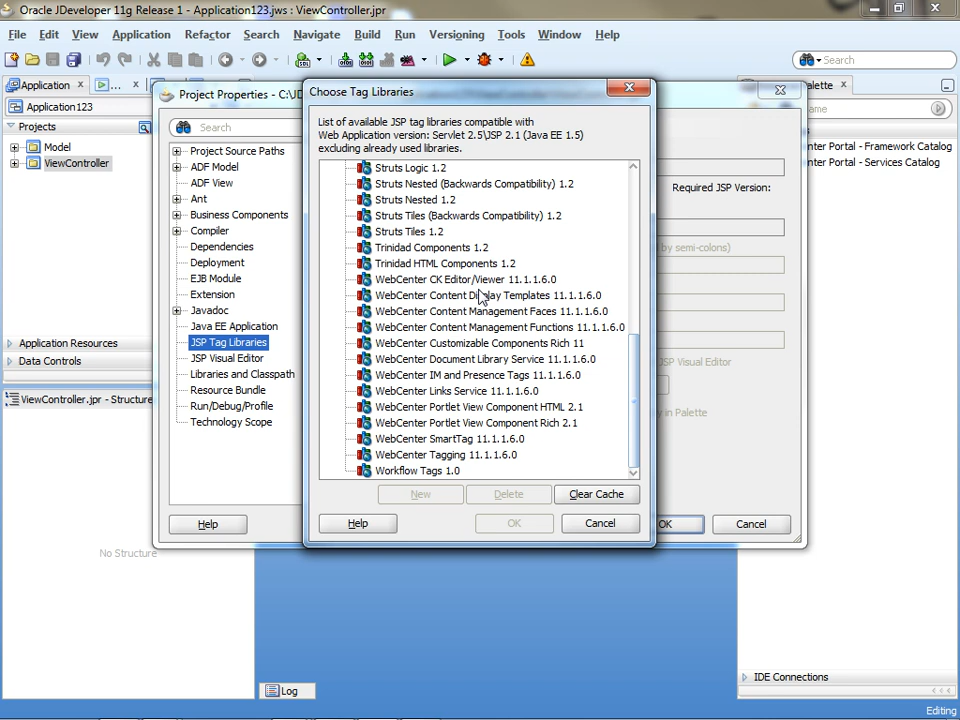 Oracle JDeveloper 11g Release 1 - Application123.jws : ViewController.jpr
File Edit View Application Refactor Search Navigate Build Run Versioning Tools Window Help
Search
Application
...
Application123
Projects
Model
ViewController
Application Resources
Data Controls
ViewController.jpr - Structure
No Structure
Project Properties -
Search
Project Source Paths
ADF Model
ADF View
Ant
Business Components
Compiler
Dependencies
Deployment
EJB Module
Extension
Javadoc
Java EE Application
JSP Tag Libraries
JSP Visual Editor
Libraries and Classpath
Resource Bundle
Run/Debug/Profile
Technology Scope
Help
Choose Tag Libraries
List of available JSP tag libraries compatible with
Web Application version: Servlet 2.5\JSP 2.1 (Java EE 1.5)
excluding already used libraries.
Struts Logic 1.2
Struts Nested (Backwards Compatibility) 1.2
Struts Nested 1.2
Struts Tiles (Backwards Compatibility) 1.2
Struts Tiles 1.2
Trinidad Components 1.2
Trinidad HTML Components 1.2
WebCenter CK Editor/Viewer 11.1.1.6.0
WebCenter Content Display Templates 11.1.1.6.0
WebCenter Content Management Faces 11.1.1.6.0
WebCenter Content Management Functions 11.1.1.6.0
WebCenter Customizable Components Rich 11
WebCenter Document Library Service 11.1.1.6.0
WebCenter IM and Presence Tags 11.1.1.6.0
WebCenter Links Service 11.1.1.6.0
WebCenter Portlet View Component HTML 2.1
WebCenter Portlet View Component Rich 2.1
WebCenter SmartTag 11.1.1.6.0
WebCenter Tagging 11.1.1.6.0
Workflow Tags 1.0
New Delete Clear Cache
Help OK Cancel
Required JSP Version:
by semi-colons)
JSP Visual Editor
y in Palette
OK Cancel
alette
ame
nter Portal - Framework Catalog
nter Portal - Services Catalog
IDE Connections
Log
Editing